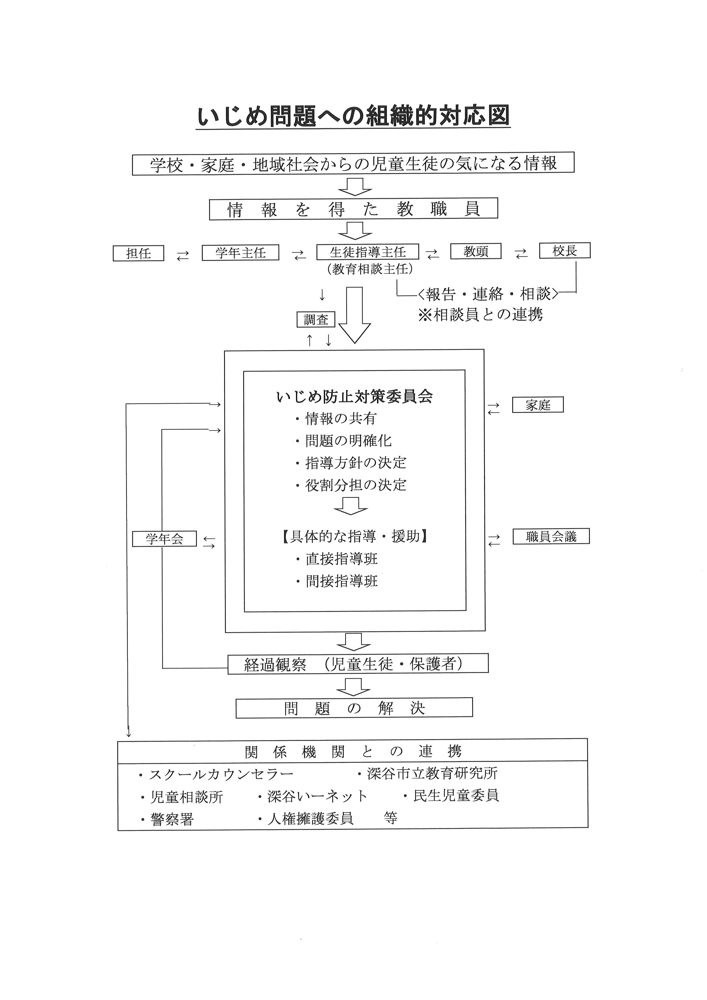 いじめ問題への組織的対応図
学校・家庭・地域社会からの児童生徒の気になる情報
情報を得た教職員
担任 ⇄ 学年主任 ⇄ 生徒指導主任 ⇄ 教頭 ⇄ 校長
（教育相談主任）
↓ <報告・連絡・相談>
※相談員との連携
調査
↑ ↓
いじめ防止対策委員会
・情報の共有
→ 家庭
←
・問題の明確化
・指導方針の決定
・役割分担の決定
学年会
【具体的な指導・援助】
職員会議
・直接指導班
・間接指導班
経過観察 （児童生徒・保護者）
問題の解決
関係機関との連携
・スクールカウンセラー ・深谷市立教育研究所
・児童相談所 ・深谷いーネット ・民生児童委員
・警察署 ・人権擁護委員 等